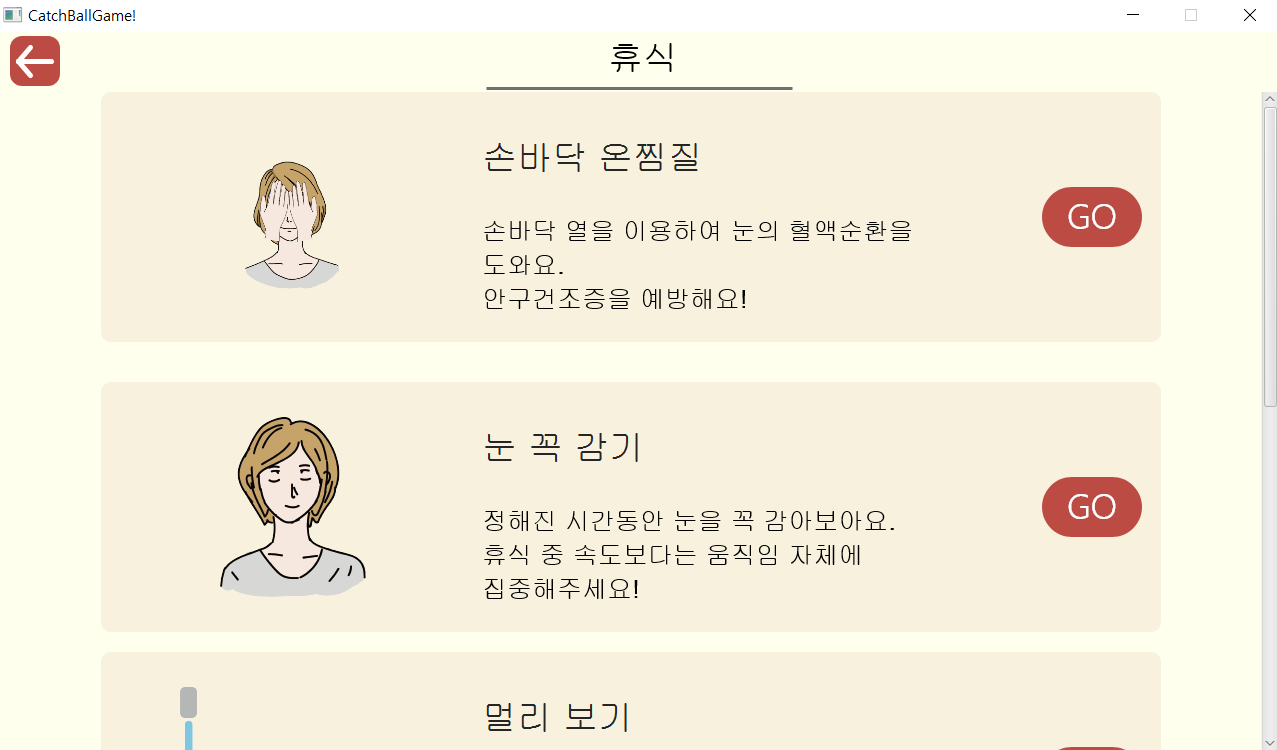 CatchBallGame!
휴식
손바닥 온찜질
손바닥 열을 이용하여 눈의 혈액순환을
도와요.
안구건조증을 예방해요!
GO
눈 꼭 감기
정해진 시간동안 눈을 꼭 감아보아요.
휴식 중 속도보다는 움직임 자체에
집중해주세요!
GO
멀리 보기